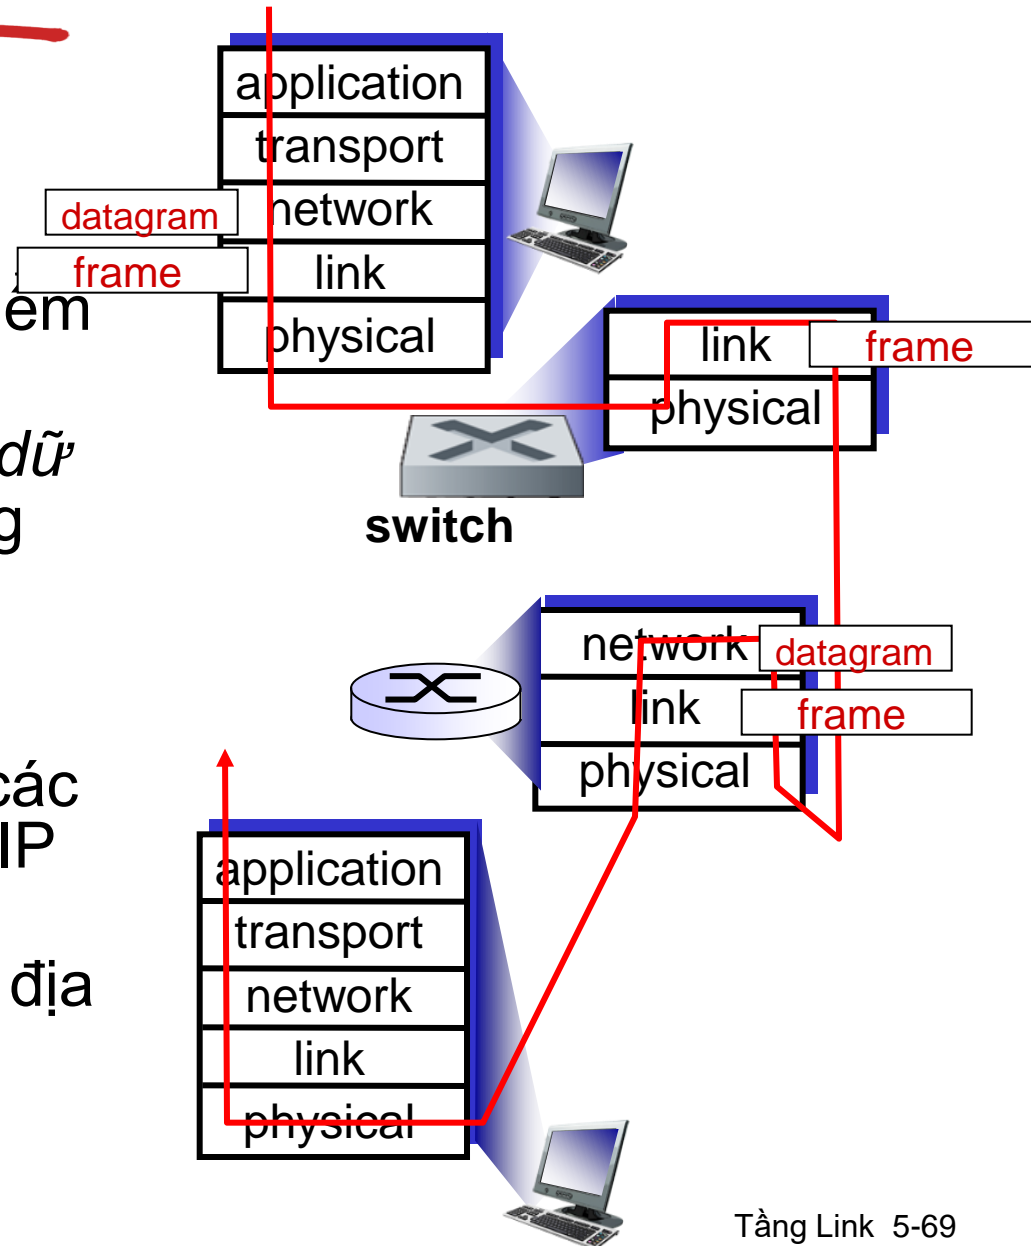 application
transport
datagram network
frame link
ếm
physical
link frame
physical
dữ
g
switch
network datagram
link frame
physical
các
IP
application
transport
network
địa
link
physical
Tầng Link 5-69